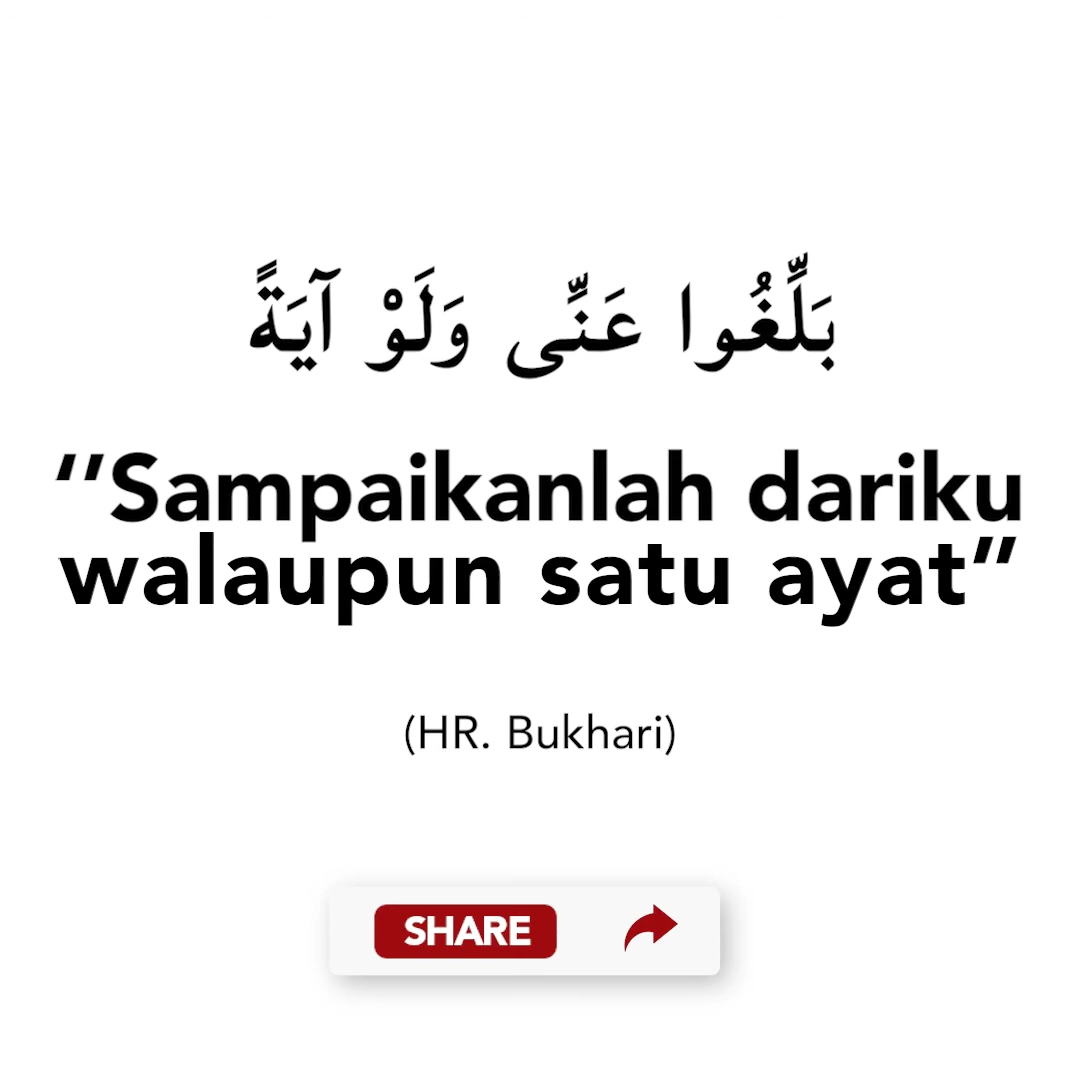 بَلِّغُوا عَنِّى وَلَوْ آيَةً
‘‘Sampaikanlah dariku
walaupun satu ayat”
(HR. Bukhari)
SHARE